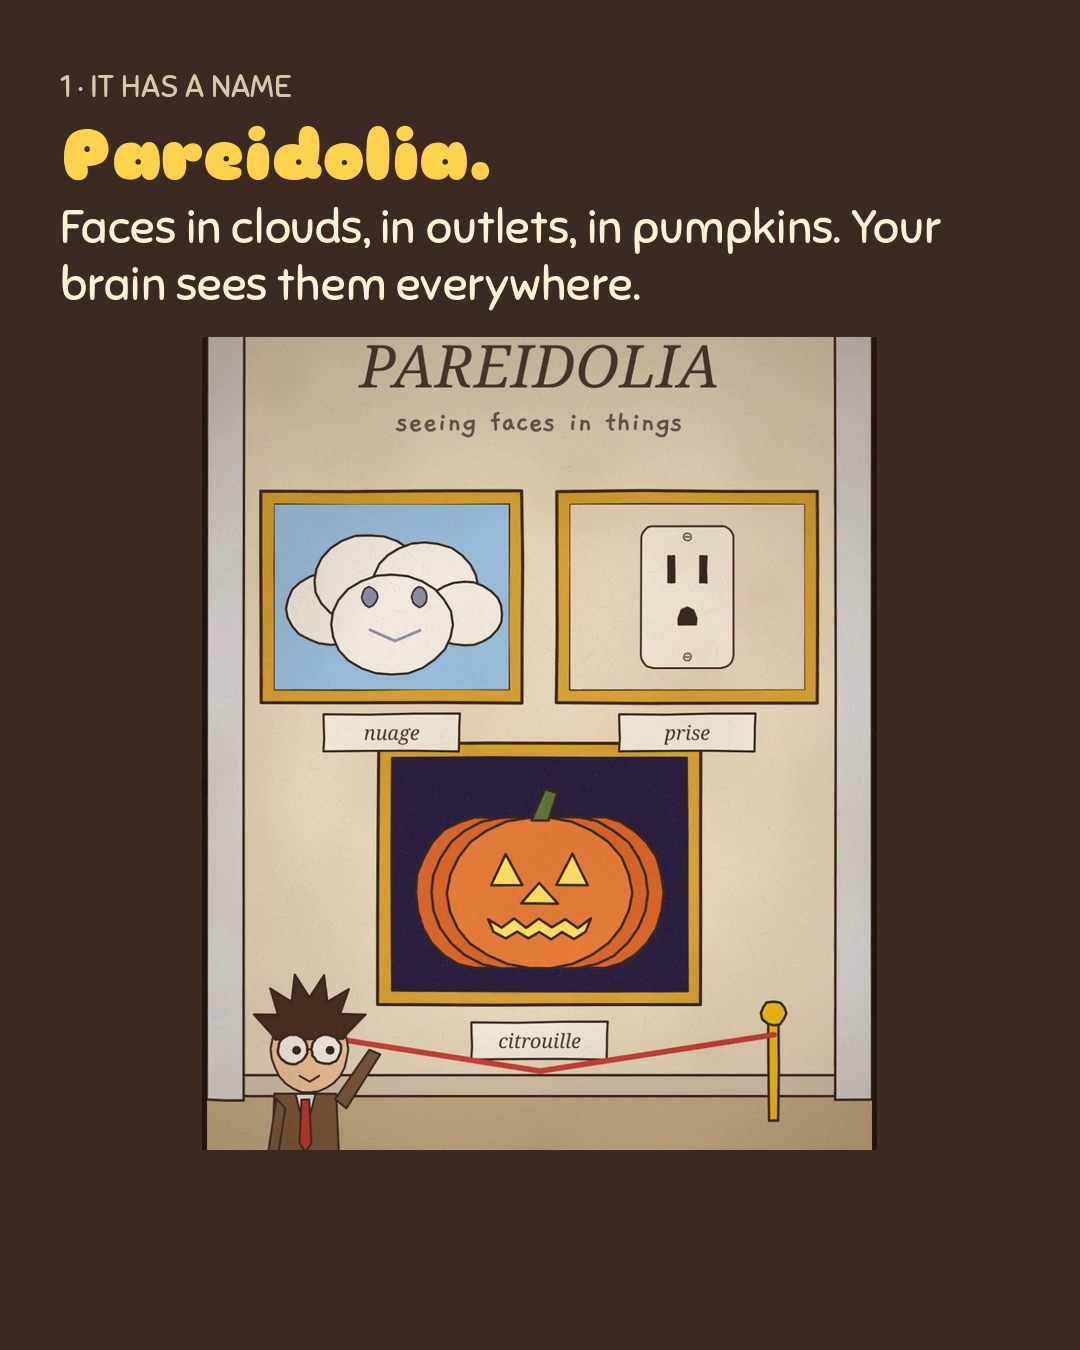 1 · IT HAS A NAME
Pareidolia.
Faces in clouds, in outlets, in pumpkins. Your
brain sees them everywhere.
PAREIDOLIA
seeing faces in things
nuage
prise
citrouille